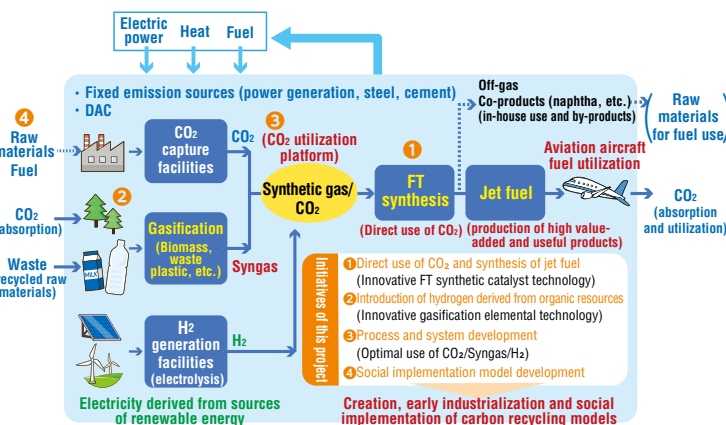 Electric power
Heat
Fuel
・Fixed emission sources (power generation, steel, cement)
・DAC
4
Raw
materials
Fuel
CO2
capture
facilities
CO2
3
(CO2 utilization
platform)
Synthetic gas/
CO2
1
FT
synthesis
(Direct use of CO2)
Off-gas
Co-products (naphtha, etc.)
(in-house use and by-products)
Raw
materials
for fuel use
Aviation aircraft
fuel utilization
Jet fuel
(production of high value-
added and useful products)
CO2
(absorption
and utilization)
CO2
absorption)
2
Gasification
(Biomass,
waste
plastic, etc.)
Syngas
Waste
recycled raw
materials)
MILK
H2
generation
facilities
(electrolysis)
H2
Electricity derived from sources
of renewable energy
Initiatives of this project
1Direct use of CO2 and synthesis of jet fuel
(Innovative FT synthetic catalyst technology)
2Introduction of hydrogen derived from organic resources
(Innovative gasification elemental technology)
3Process and system development
(Optimal use of CO2/Syngas/H2)
4Social implementation model development
Creation, early industrialization and social
implementation of carbon recycling models